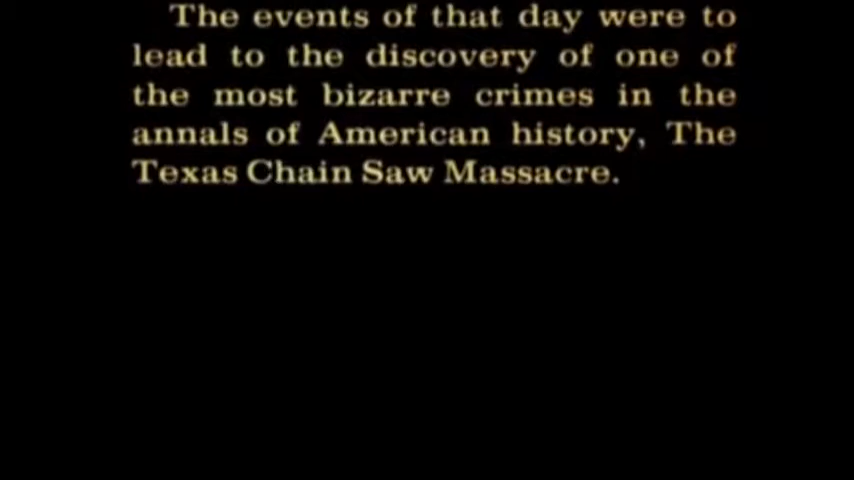 The events of that day were to
lead to the discovery of one of
the most bizarre crimes in the
annals of American history, The
Texas Chain Saw Massacre.